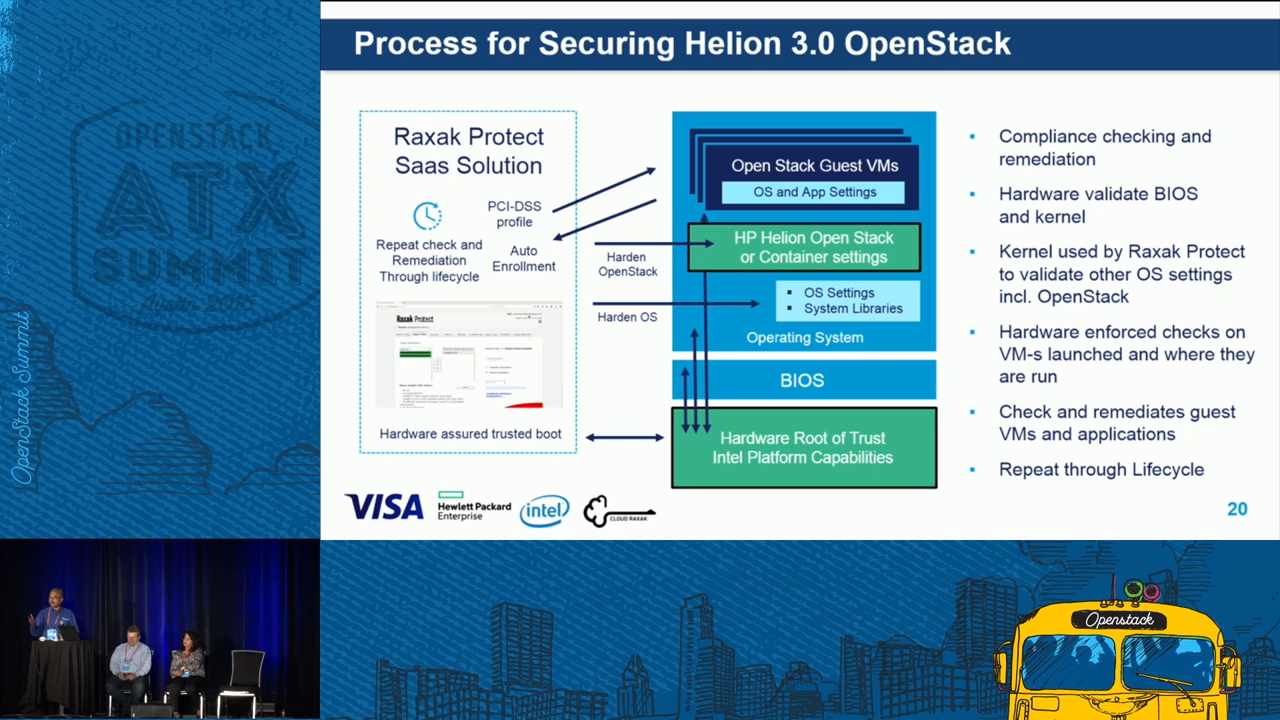 Process for Securing Helion 3.0 OpenStack
OPENSTACK
ATX
OpenStack Summit
Raxak Protect
Saas Solution
PCI-DSS
profile
Auto
Enrollment
Repeat check and
Remediation
Through lifecycle
Raxak Protect
Hardware assured trusted boot
Harden
OpenStack
Harden OS
Open Stack Guest VMs
OS and App Settings
HP Helion Open Stack
or Container settings
▪ OS Settings
▪ System Libraries
Operating System
BIOS
Hardware Root of Trust
Intel Platform Capabilities
▪ Compliance checking and
remediation
▪ Hardware validate BIOS
and kernel
▪ Kernel used by Raxak Protect
to validate other OS settings
incl. OpenStack
▪ Hardware enforced checks on
VM-s launched and where they
are run
▪ Check and remediates guest
VMs and applications
▪ Repeat through Lifecycle
VISA
Hewlett Packard
Enterprise
intel
CLOUD RAXAK
20
Openstack